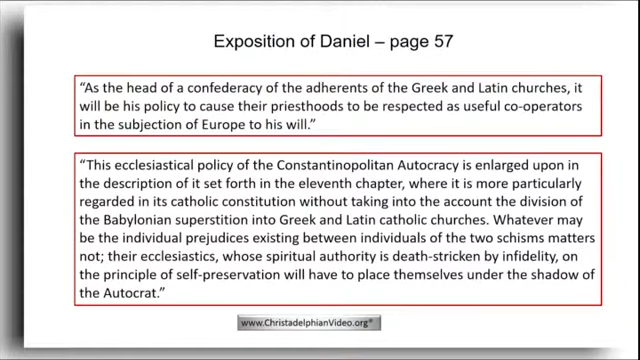 Exposition of Daniel – page 57
“As the head of a confederacy of the adherents of the Greek and Latin churches, it
will be his policy to cause their priesthoods to be respected as useful co-operators
in the subjection of Europe to his will.”
“This ecclesiastical policy of the Constantinopolitan Autocracy is enlarged upon in
the description of it set forth in the eleventh chapter, where it is more particularly
regarded in its catholic constitution without taking into the account the division of
the Babylonian superstition into Greek and Latin catholic churches. Whatever may
be the individual prejudices existing between individuals of the two schisms matters
not; their ecclesiastics, whose spiritual authority is death-stricken by infidelity, on
the principle of self-preservation will have to place themselves under the shadow of
the Autocrat.”
www.ChristadelphianVideo.org®